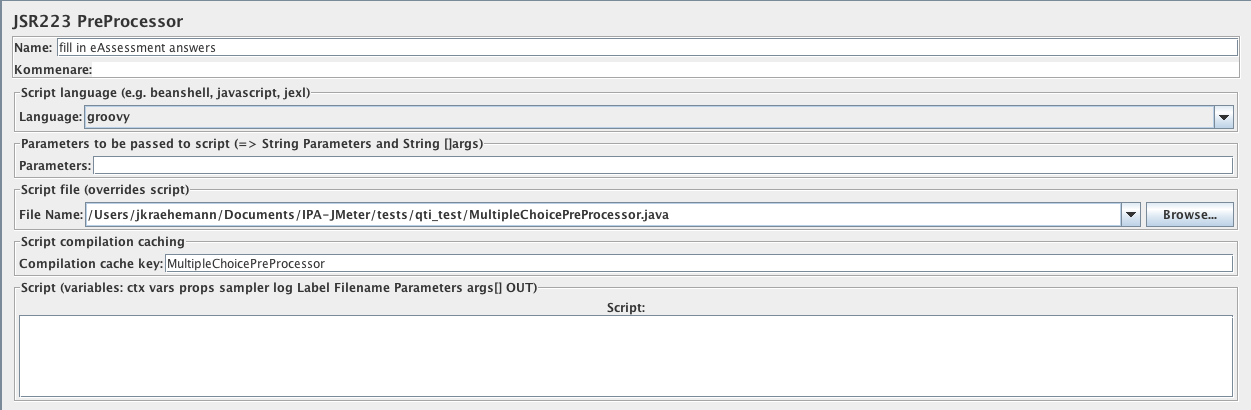 JSR223 PreProcessor
Name: fill in eAssessment answers
Kommenare:
Script language (e.g. beanshell, javascript, jexl)
Language: groovy
Parameters to be passed to script (=> String Parameters and String []args)
Parameters:
Script file (overrides script)
File Name: /Users/jkraehemann/Documents/IPA-JMeter/tests/qti_test/MultipleChoicePreProcessor.java Browse...
Script compilation caching
Compilation cache key: MultipleChoicePreProcessor
Script (variables: ctx vars props sampler log Label Filename Parameters args[] OUT)
Script: